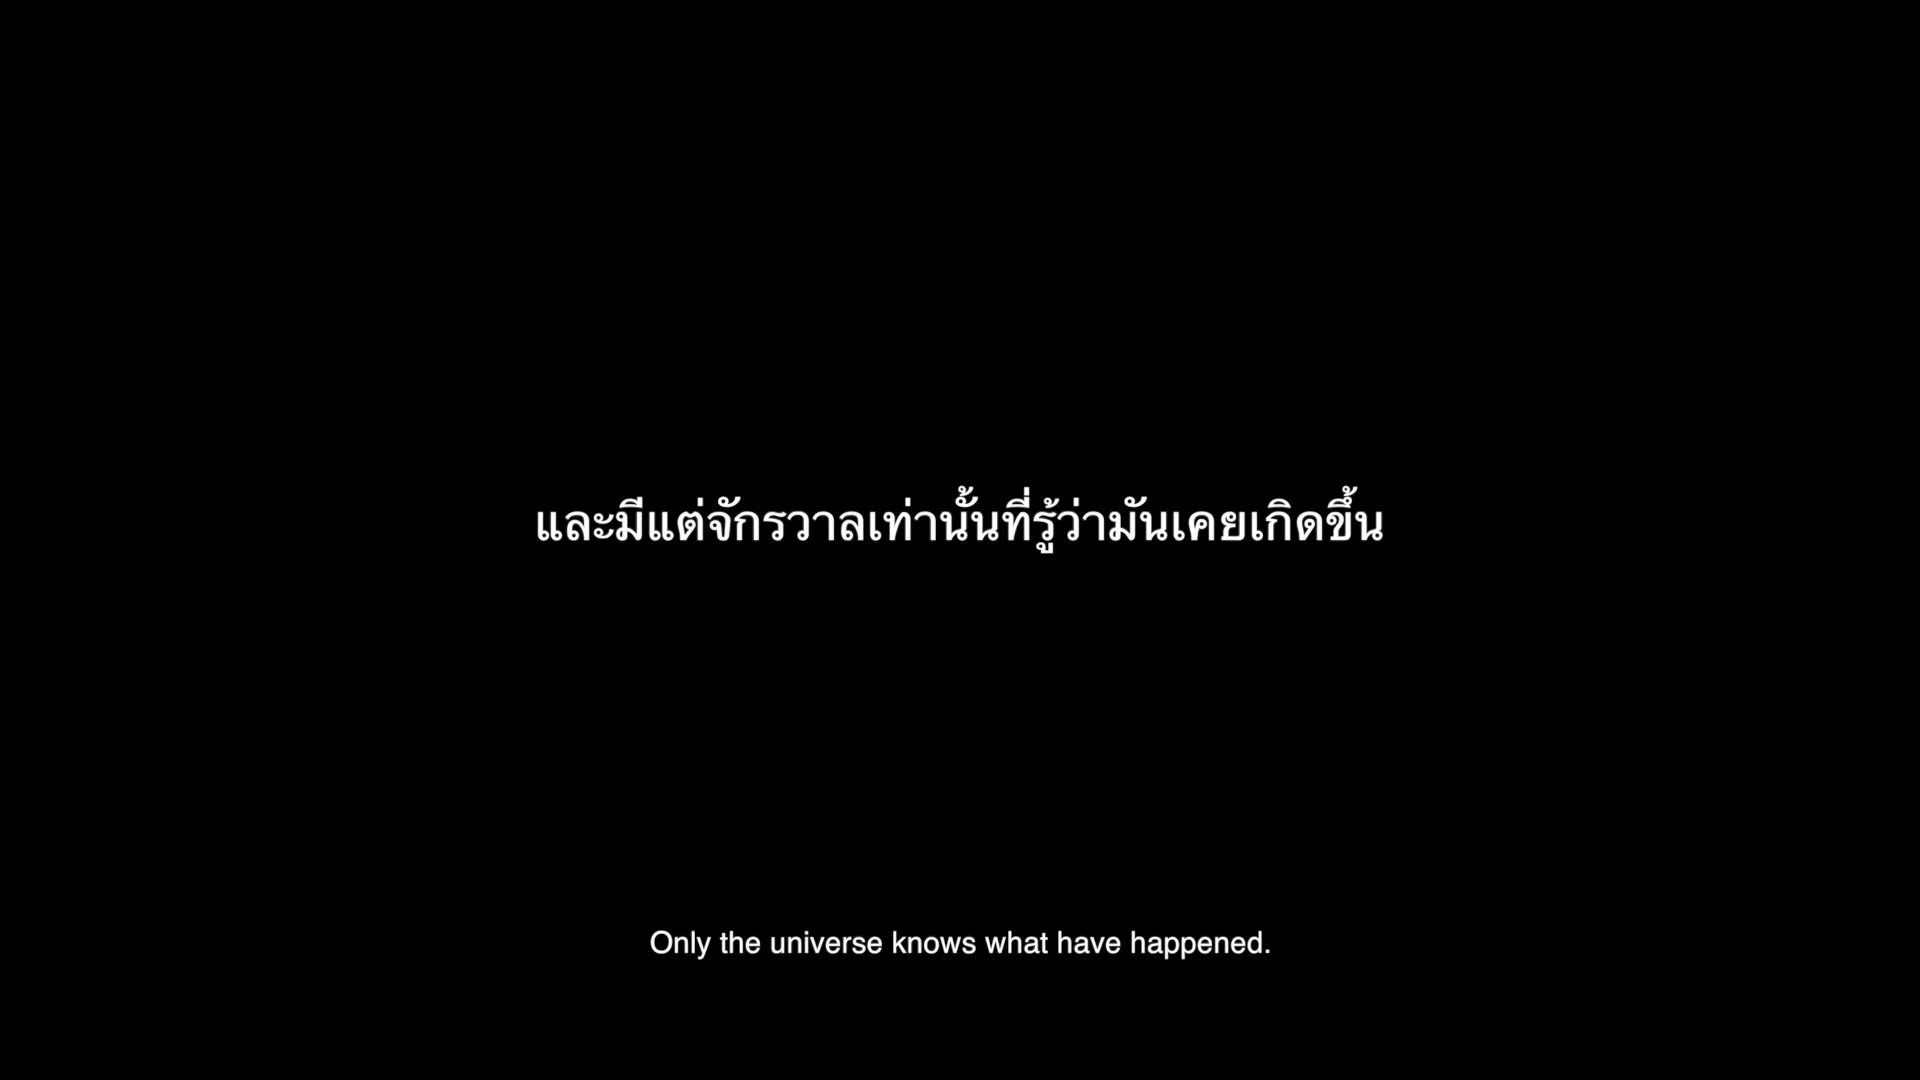 และมีแต่จักรวาลเท่านั้นที่รู้ว่ามันเคยเกิดขึ้น
Only the universe knows what have happened.